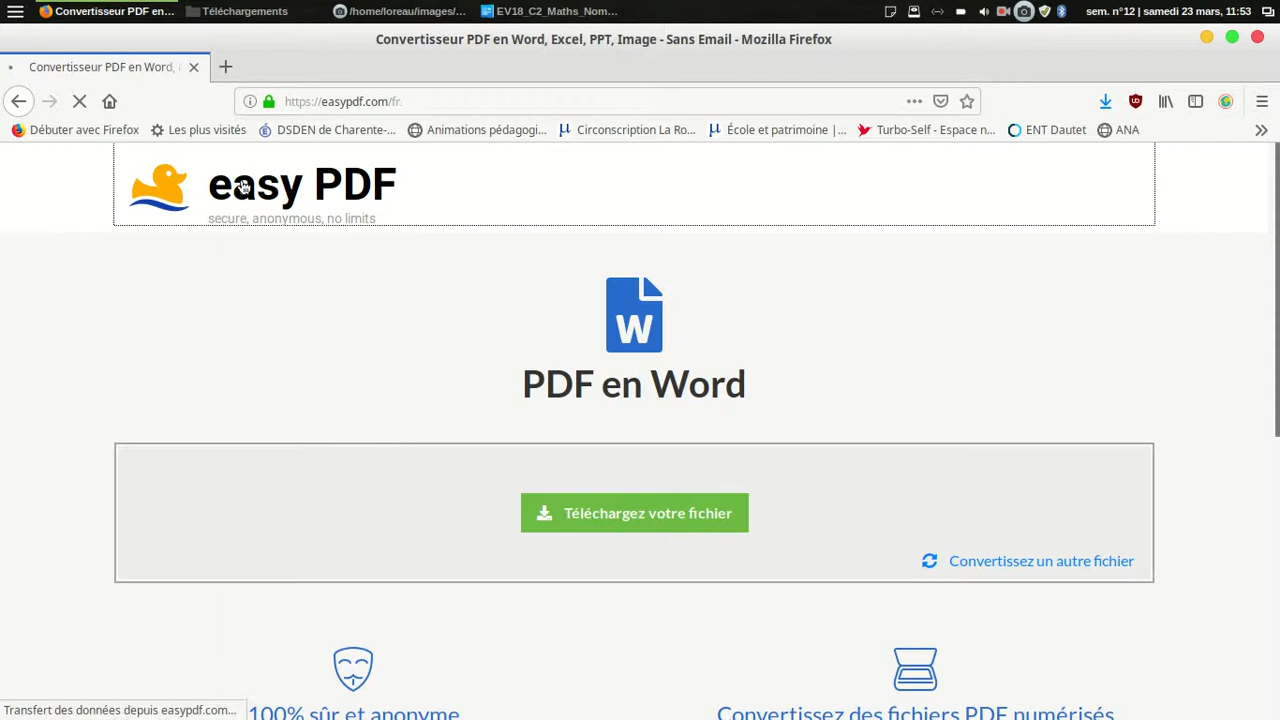 Convertisseur PDF en...
Téléchargements
/home/loreau/images/...
EV18_C2_Maths_Nom...
sem. n°12 | samedi 23 mars, 11:53
Convertisseur PDF en Word, Excel, PPT, Image - Sans Email - Mozilla Firefox
Convertisseur PDF en Word,
https://easypdf.com/fr
Débuter avec Firefox
Les plus visités
DSDEN de Charente-...
Animations pédagogi...
Circonscription La Ro...
École et patrimoine |...
Turbo-Self - Espace n...
ENT Dautet
ANA
easy PDF
secure, anonymous, no limits
W
PDF en Word
Téléchargez votre fichier
Convertissez un autre fichier
Transfert des données depuis easypdf.com...
100% sûr et anonyme
Convertissez des fichiers PDF numérisés